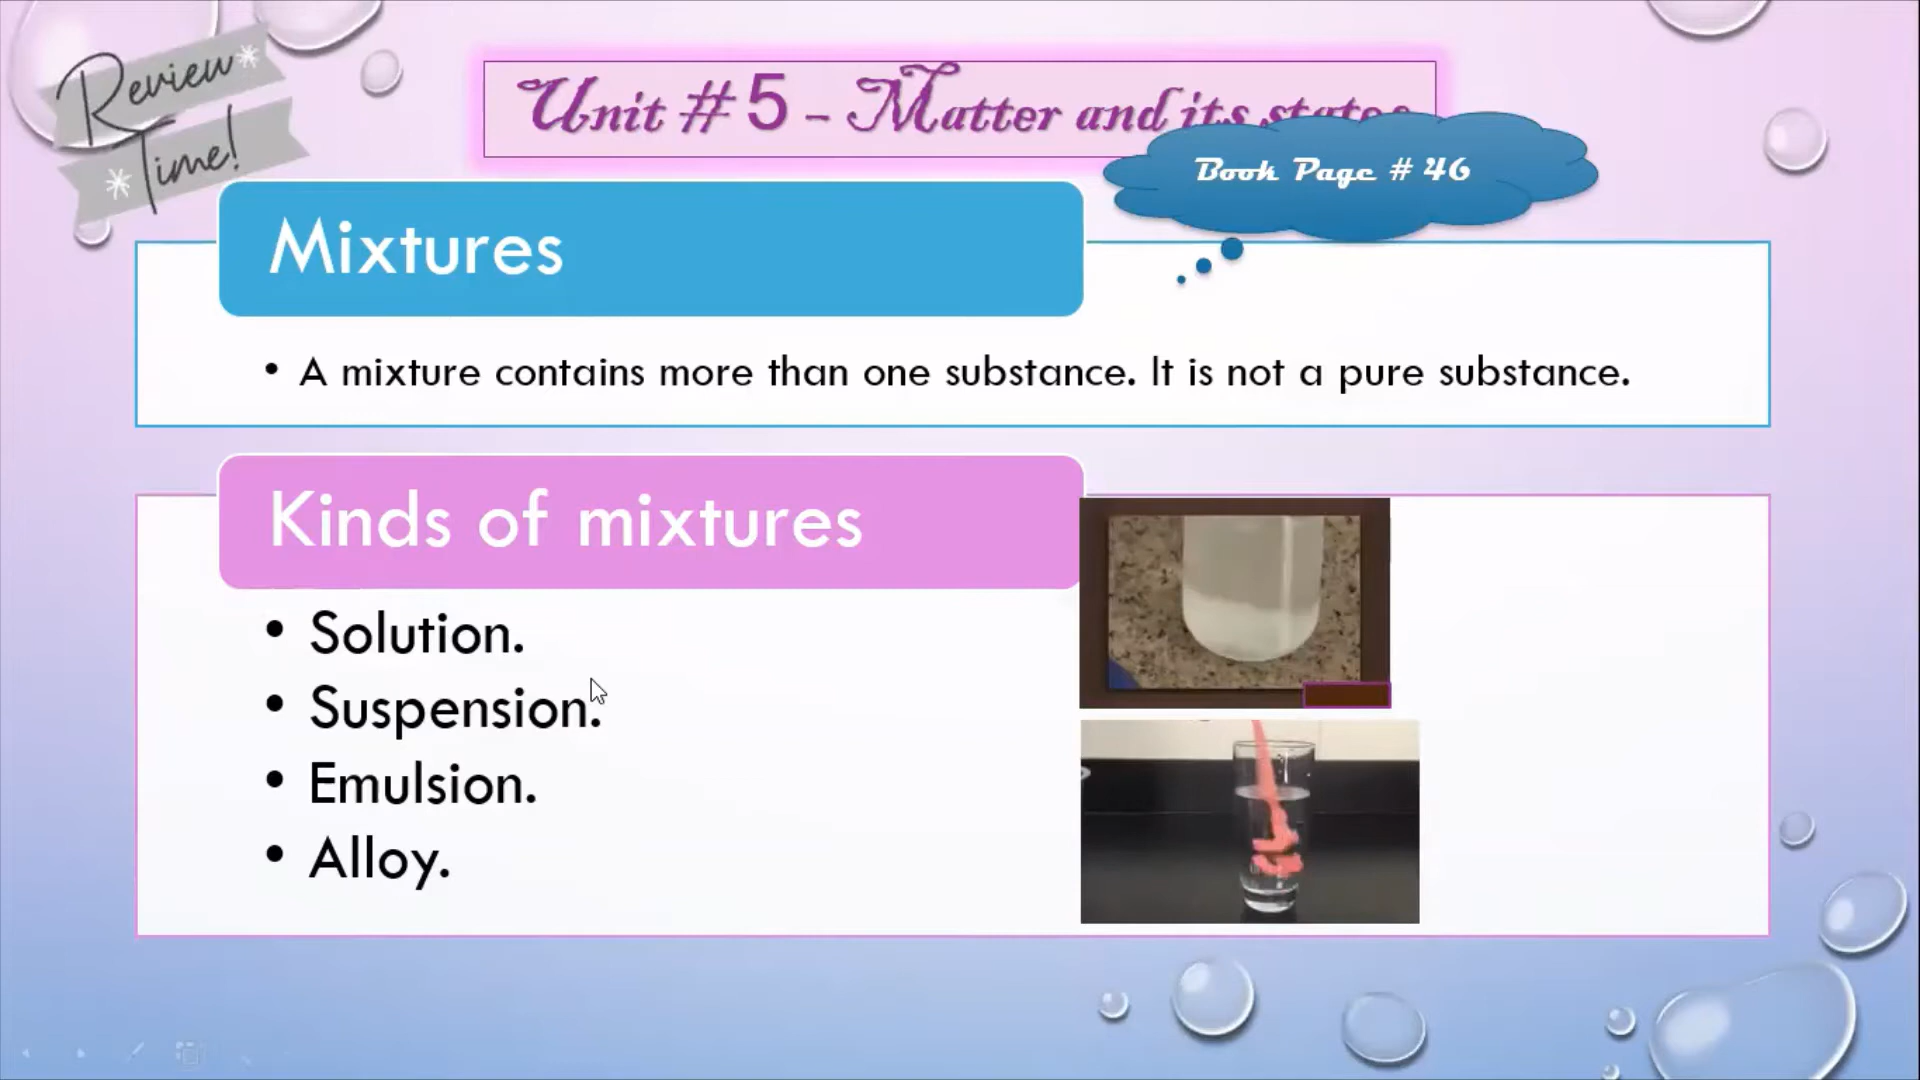 Review
Time!
Unit # 5 - Matter and its states
Book Page # 46
Mixtures
• A mixture contains more than one substance. It is not a pure substance.
Kinds of mixtures
• Solution.
• Suspension.
• Emulsion.
• Alloy.